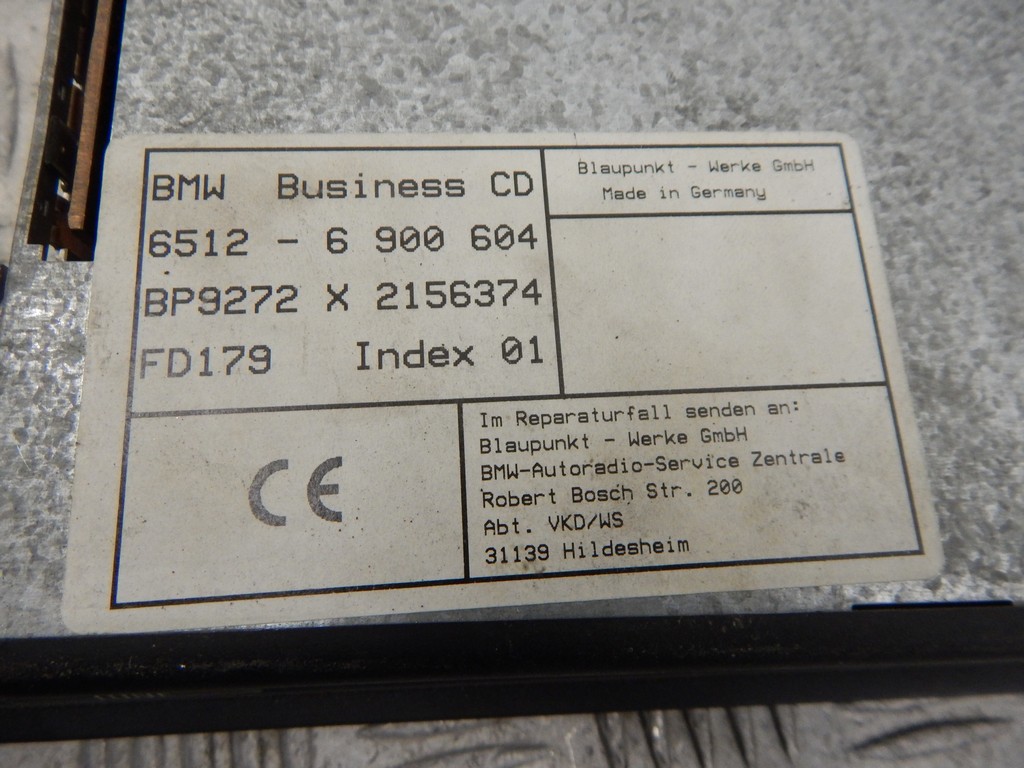 BMW Business CD
6512 - 6 900 604
BP9272 X 2156374
FD179 Index 01
Blaupunkt - Werke GmbH
Made in Germany
CE
Im Reparaturfall senden an:
Blaupunkt - Werke GmbH
BMW-Autoradio-Service Zentrale
Robert Bosch Str. 200
Abt. VKD/WS
31139 Hildesheim